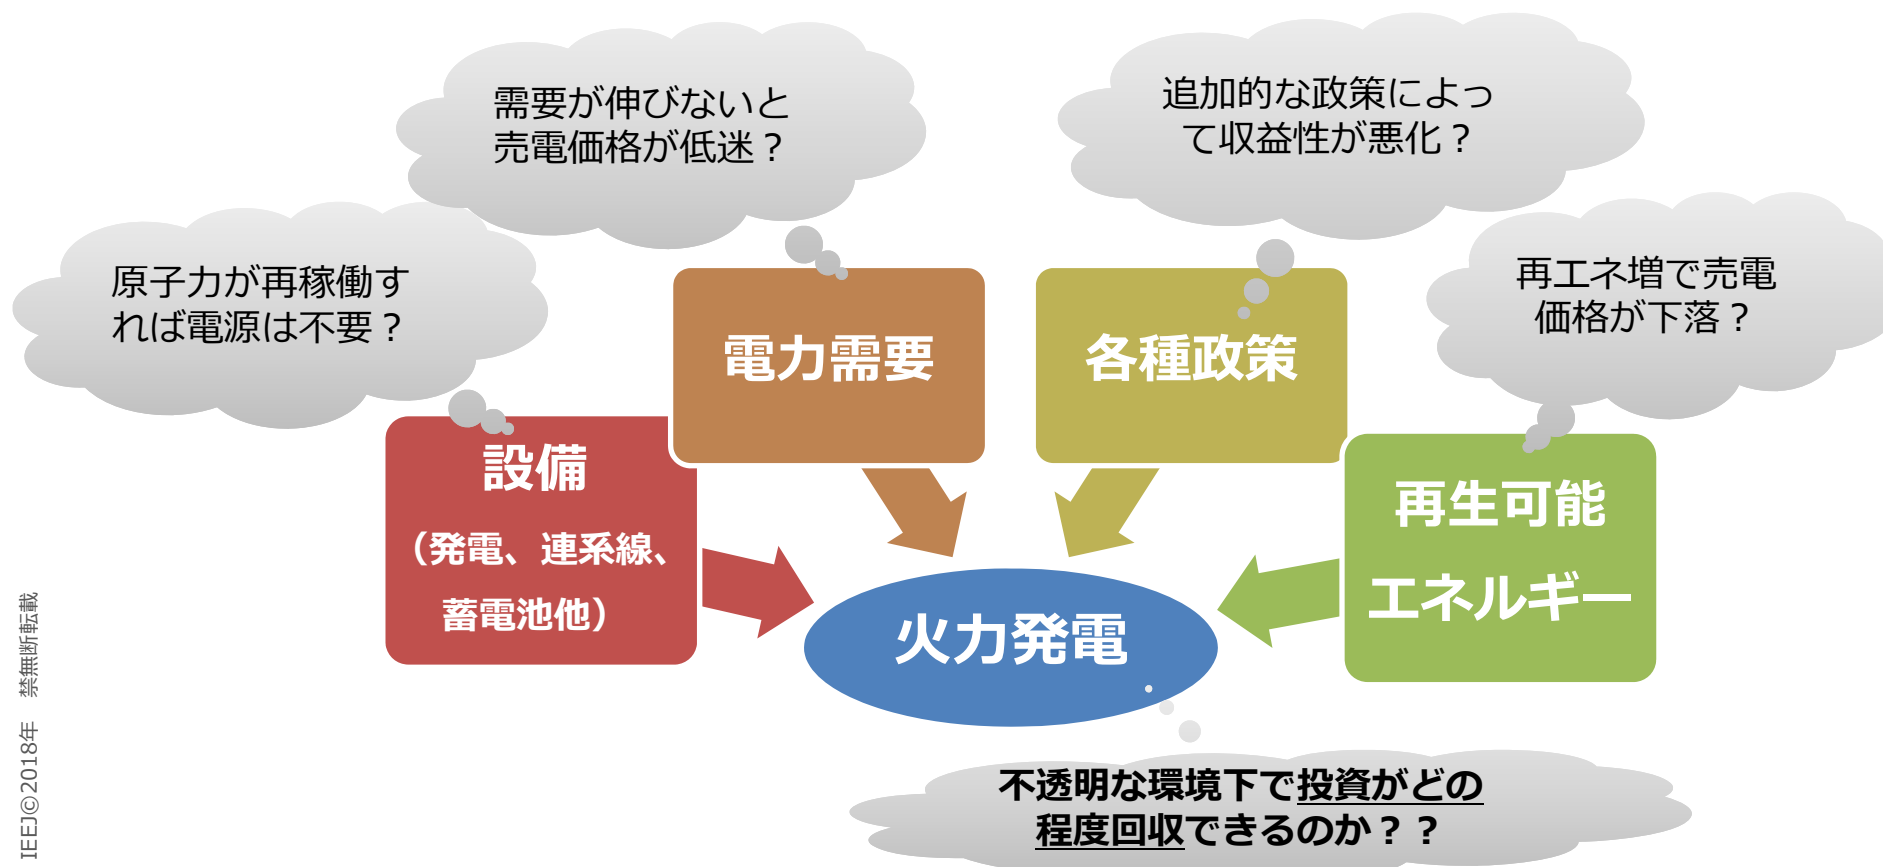 需要が伸びないと
売電価格が低迷？
追加的な政策によっ
て収益性が悪化？
原子力が再稼働す
れば電源は不要？
再エネ増で売電
価格が下落？
電力需要
各種政策
設備
（発電、連系線、
蓄電池他）
再生可能
エネルギー
火力発電
不透明な環境下で投資がどの
程度回収できるのか？？
IEEJ©2018年　禁無断転載